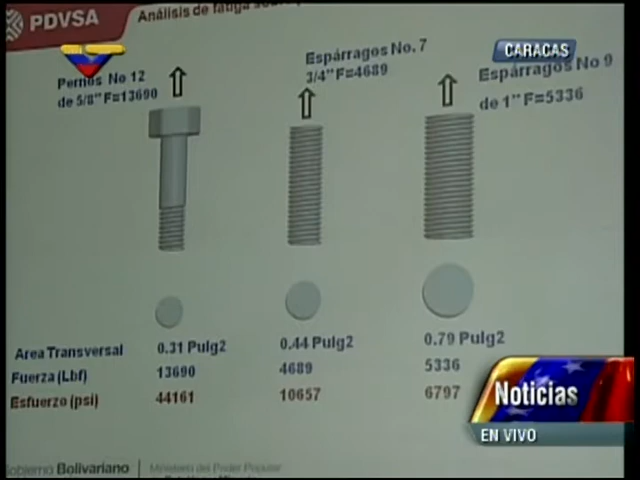 PDVSA
Análisis de fatiga
CARACAS
Pernos No 12
de 5/8" F=13690
Espárragos No. 7
3/4" F=4689
Espárragos No 9
de 1" F=5336
Area Transversal 0.31 Pulg2 0.44 Pulg2 0.79 Pulg2
Fuerza (Lbf) 13690 4689 5336
Esfuerzo (psi) 44161 10657 6797
Noticias
EN VIVO
Gobierno Bolivariano
Ministerio del Poder Popular